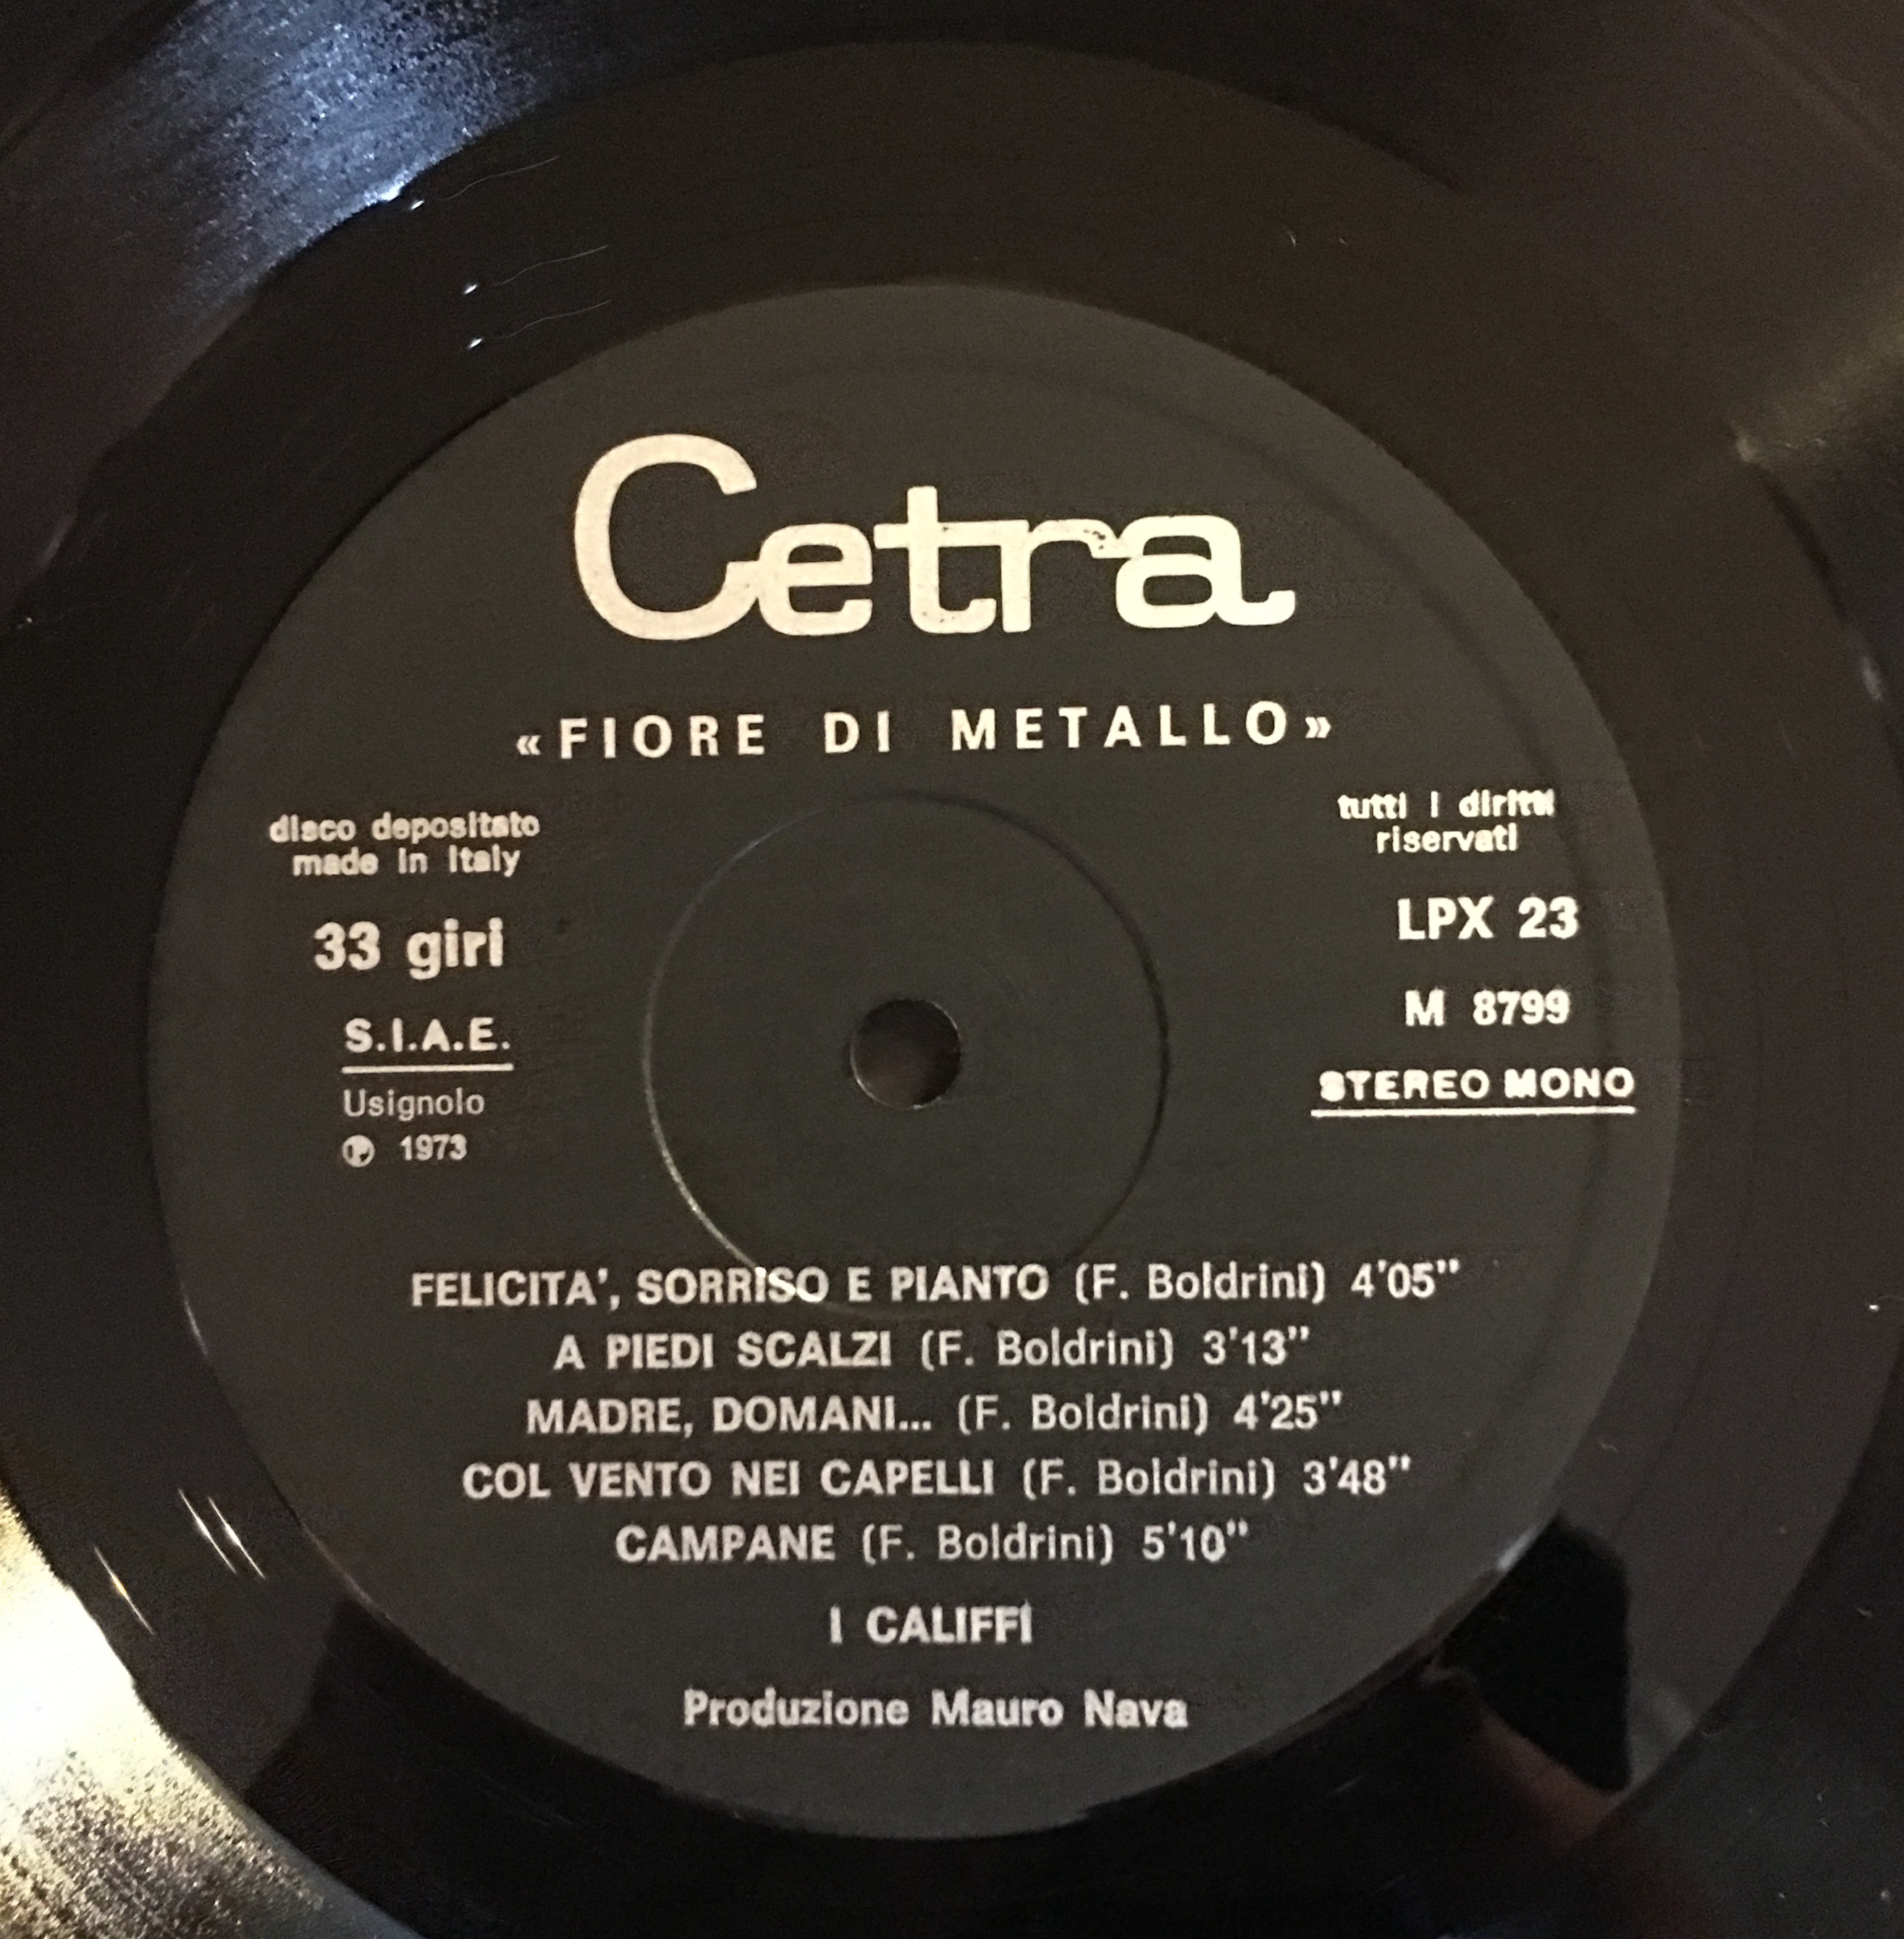 Cetra
«FIORE DI METALLO»
disco depositato
made in Italy
33 giri
S.I.A.E.
Usignolo
℗ 1973
tutti i diritti
riservati
LPX 23
M 8799
STEREO MONO
FELICITA', SORRISO E PIANTO (F. Boldrini) 4'05"
A PIEDI SCALZI (F. Boldrini) 3'13"
MADRE, DOMANI... (F. Boldrini) 4'25"
COL VENTO NEI CAPELLI (F. Boldrini) 3'48"
CAMPANE (F. Boldrini) 5'10"
I CALIFFI
Produzione Mauro Nava